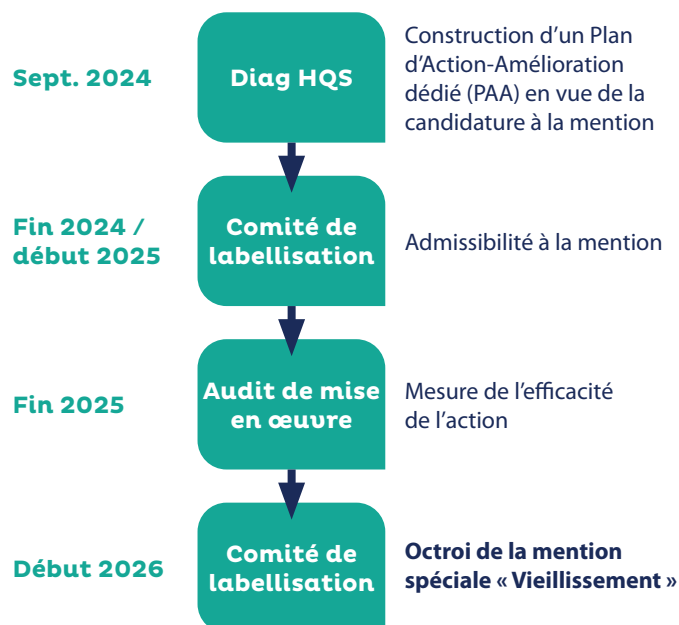 Sept. 2024
Diag HQS
Construction d’un Plan
d’Action-Amélioration
dédié (PAA) en vue de la
candidature à la mention
Fin 2024 /
début 2025
Comité de
labellisation
Admissibilité à la mention
Fin 2025
Audit de mise
en œuvre
Mesure de l’efficacité
de l’action
Début 2026
Comité de
labellisation
Octroi de la mention
spéciale « Vieillissement »